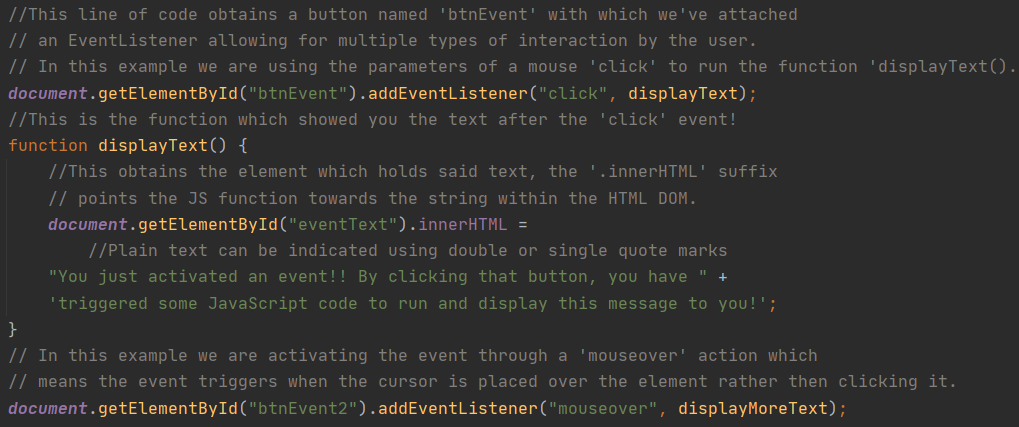 //This line of code obtains a button named 'btnEvent' with which we've attached
// an EventListener allowing for multiple types of interaction by the user.
// In this example we are using the parameters of a mouse 'click' to run the function 'displayText().
document.getElementById("btnEvent").addEventListener("click", displayText);
//This is the function which showed you the text after the 'click' event!
function displayText() {
    //This obtains the element which holds said text, the '.innerHTML' suffix
    // points the JS function towards the string within the HTML DOM.
    document.getElementById("eventText").innerHTML =
        //Plain text can be indicated using double or single quote marks
    "You just activated an event!! By clicking that button, you have " +
    'triggered some JavaScript code to run and display this message to you!';
}
// In this example we are activating the event through a 'mouseover' action which
// means the event triggers when the cursor is placed over the element rather then clicking it.
document.getElementById("btnEvent2").addEventListener("mouseover", displayMoreText);